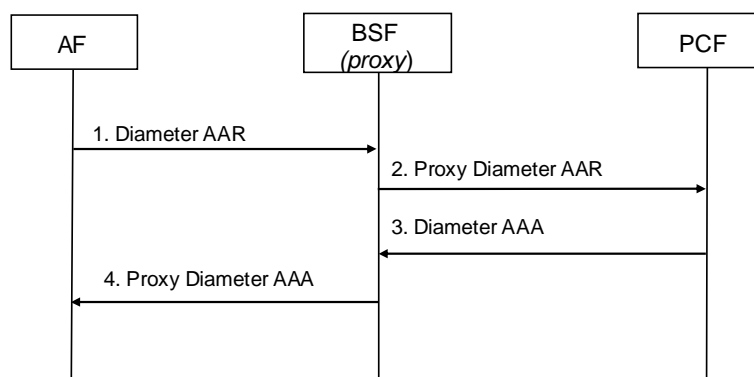 AF
BSF
(proxy)
PCF
1. Diameter AAR
2. Proxy Diameter AAR
3. Diameter AAA
4. Proxy Diameter AAA